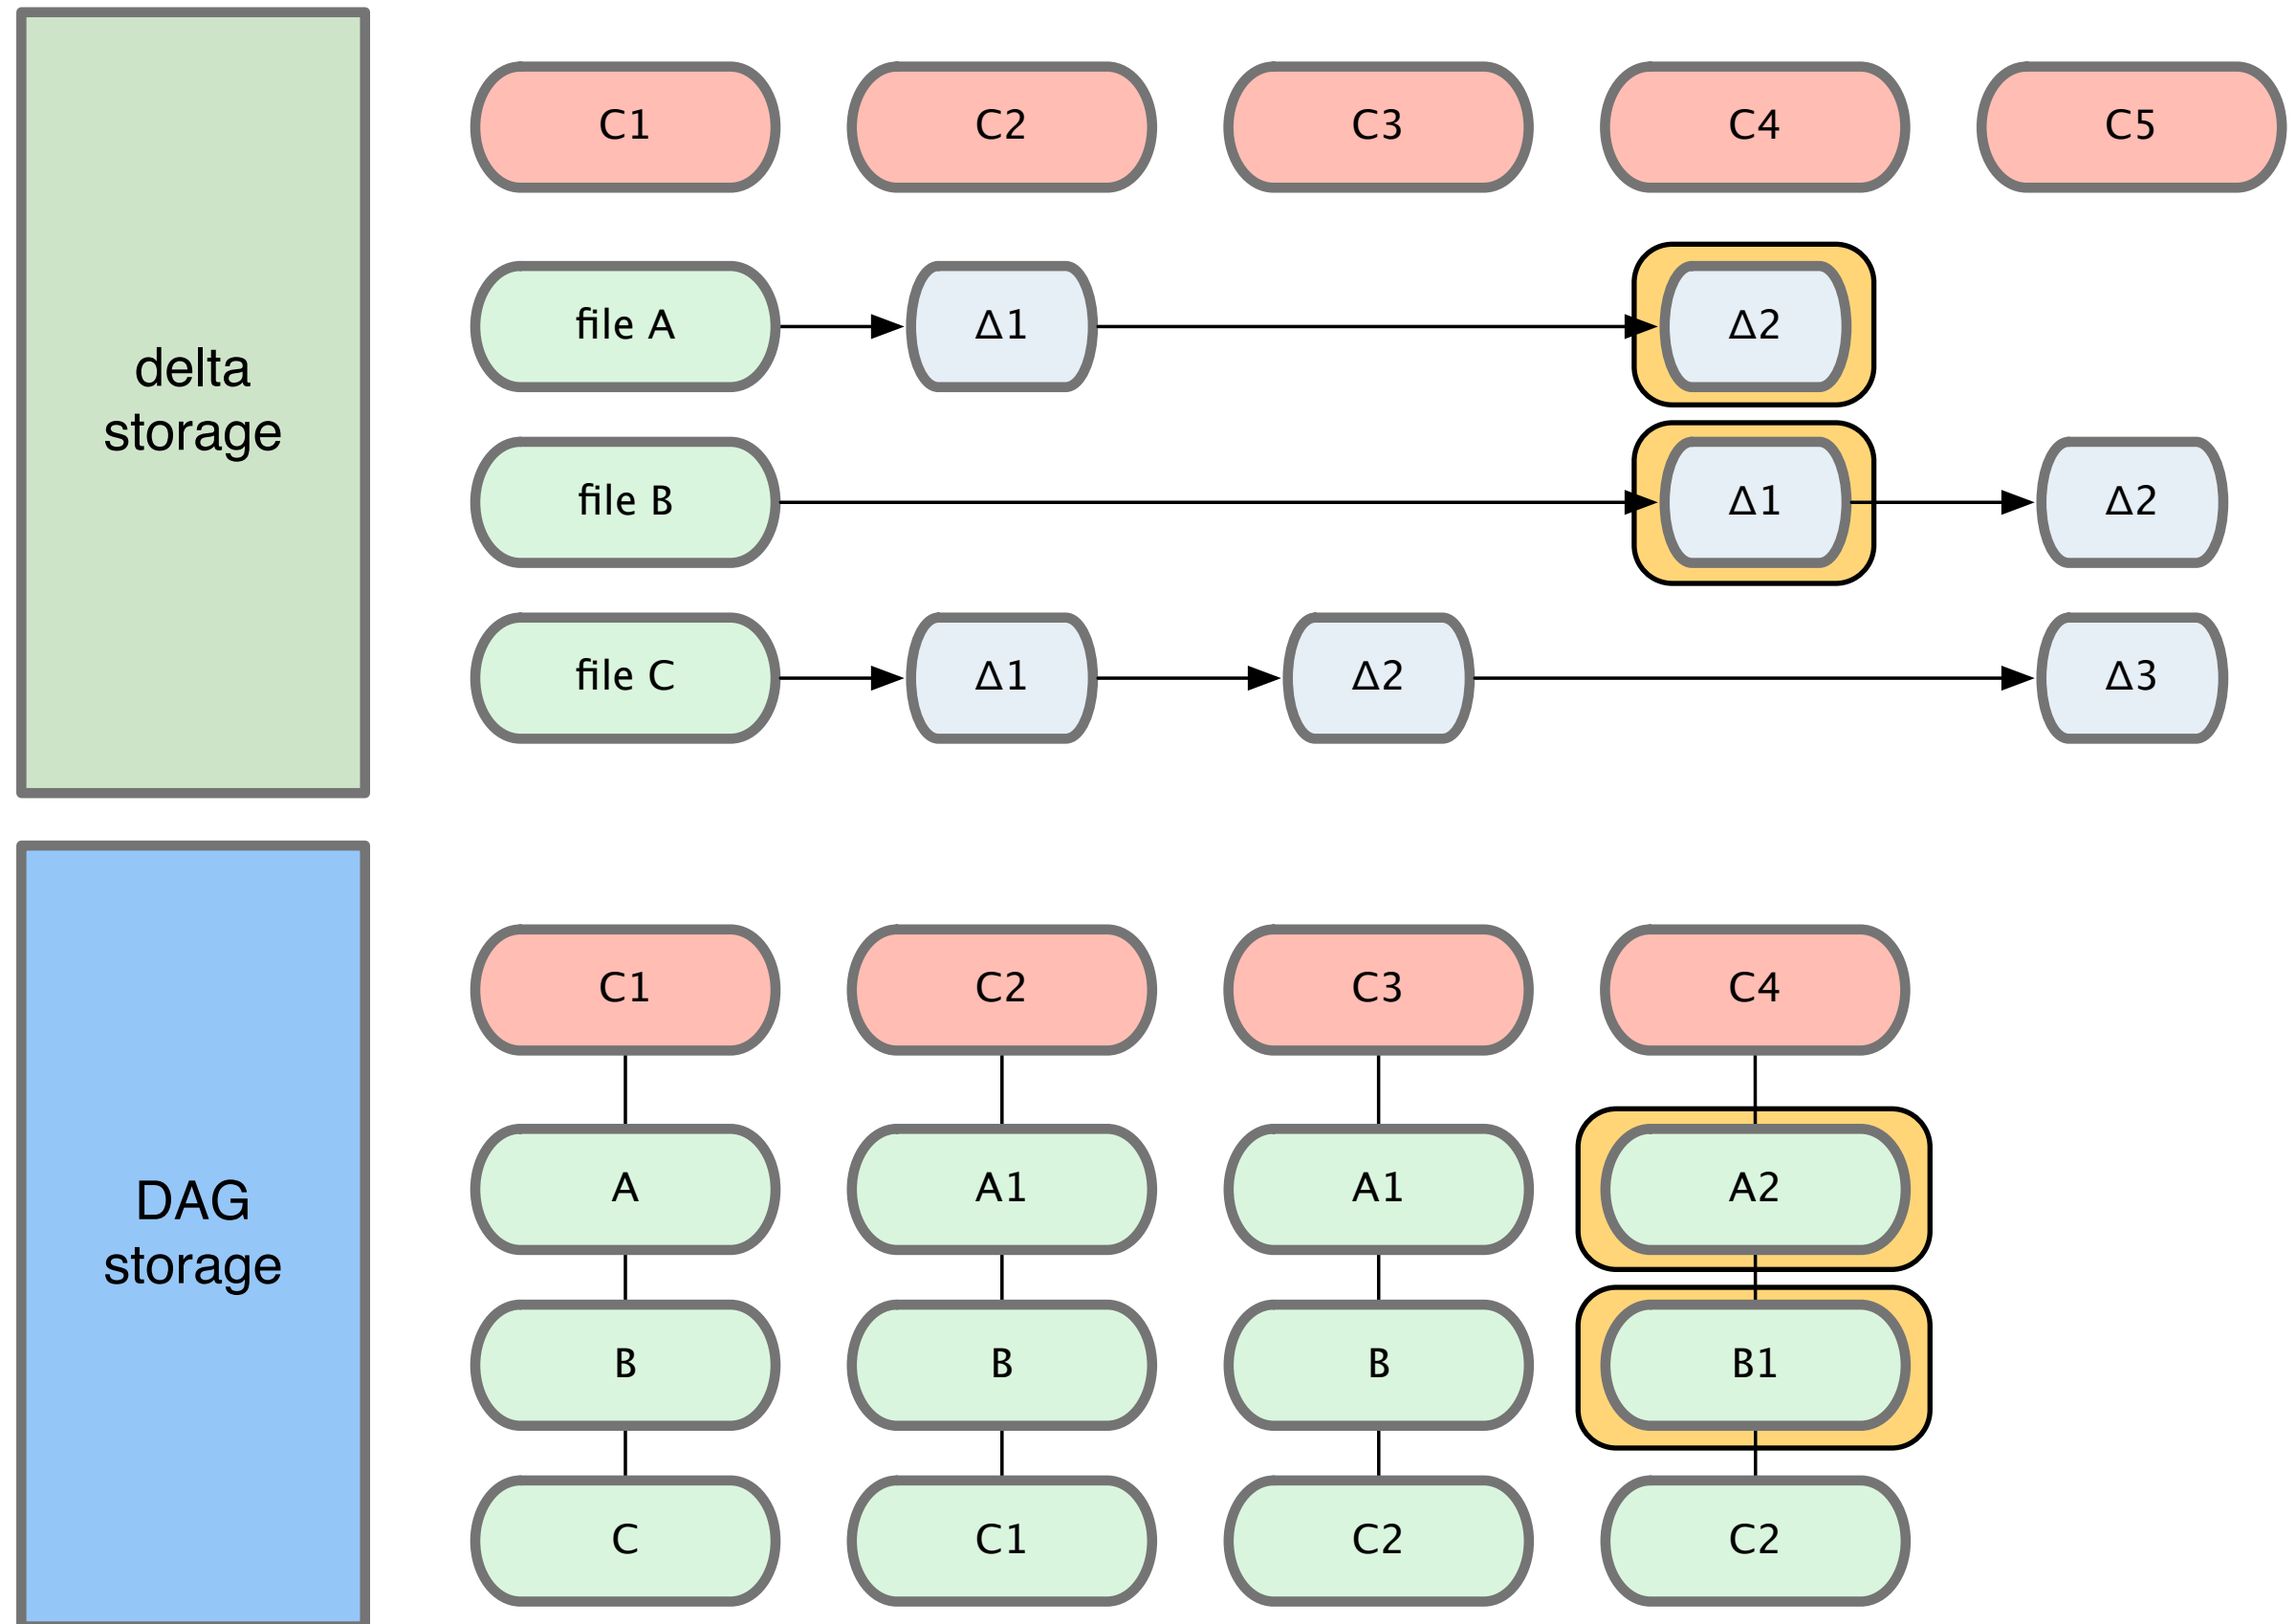 delta
storage
C1 C2 C3 C4 C5
file A Δ1 Δ2
file B Δ1 Δ2
file C Δ1 Δ2 Δ3
DAG
storage
C1 C2 C3 C4
A A1 A1 A2
B B B B1
C C1 C2 C2